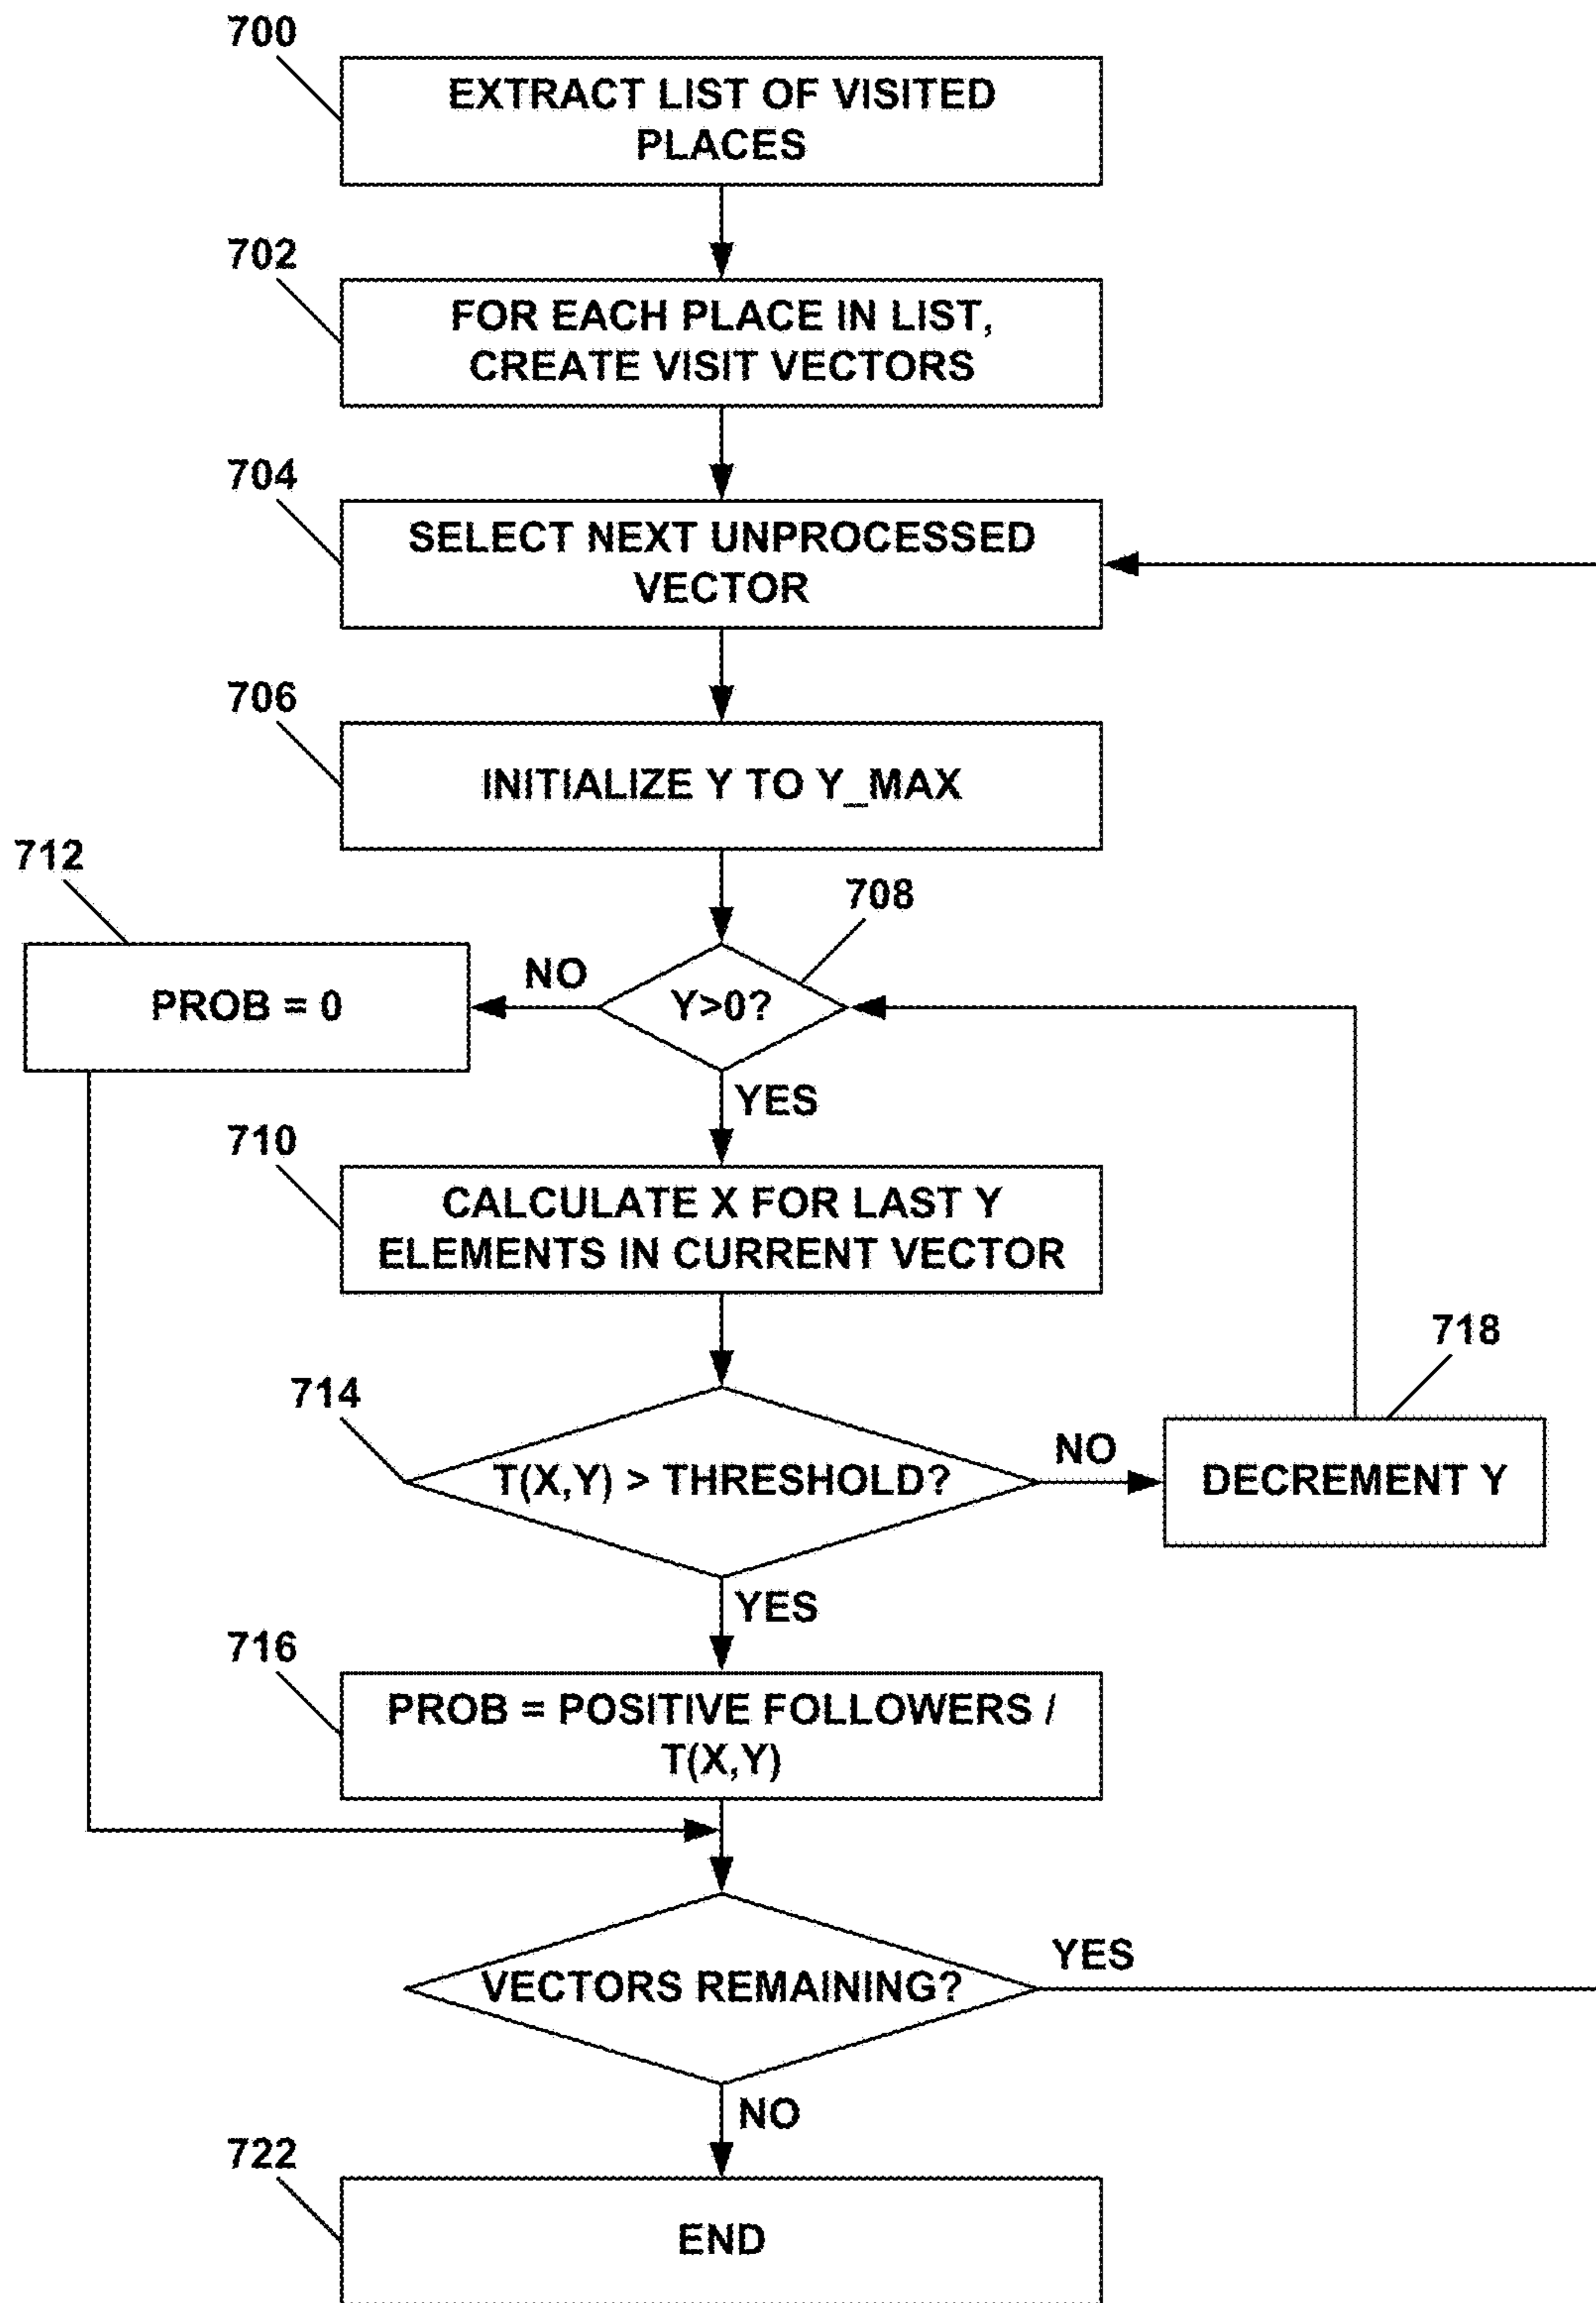 700
EXTRACT LIST OF VISITED
PLACES
702
FOR EACH PLACE IN LIST,
CREATE VISIT VECTORS
704
SELECT NEXT UNPROCESSED
VECTOR
706
INITIALIZE Y TO Y_MAX
712
708
PROB = 0
NO
Y>0?
YES
710
CALCULATE X FOR LAST Y
ELEMENTS IN CURRENT VECTOR
718
714
T(X,Y) > THRESHOLD?
NO
DECREMENT Y
YES
716
PROB = POSITIVE FOLLOWERS /
T(X,Y)
VECTORS REMAINING?
YES
NO
722
END